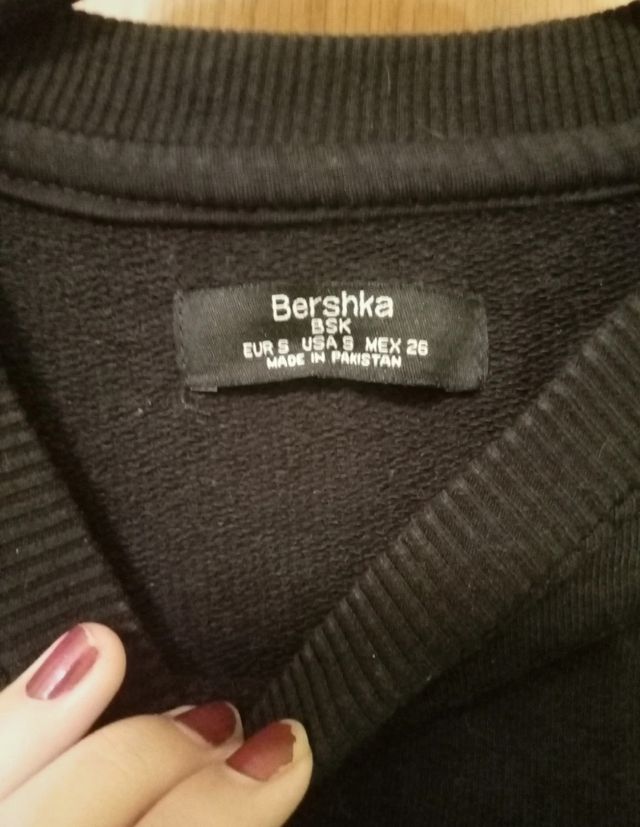 Bershka
BSK
EUR S USA S MEX 26
MADE IN PAKISTAN